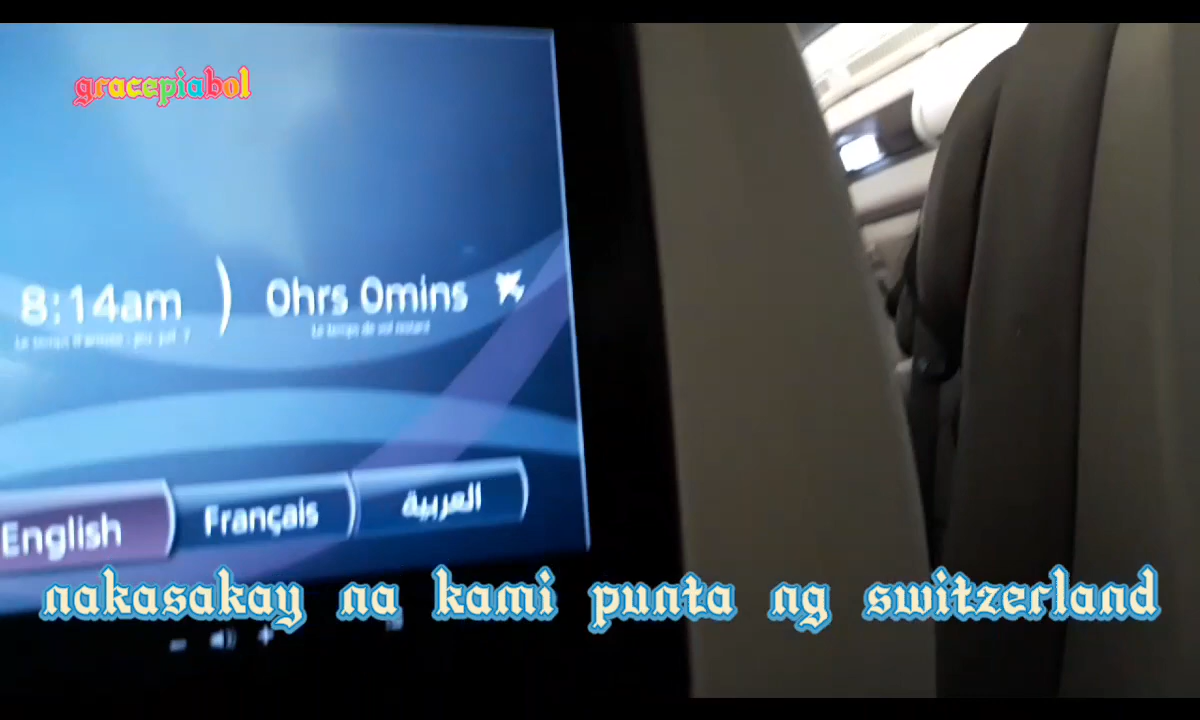 gracepiabol
8:14am
0hrs 0mins
English
Français
العربية
nakasakay na kami punta ng switzerland